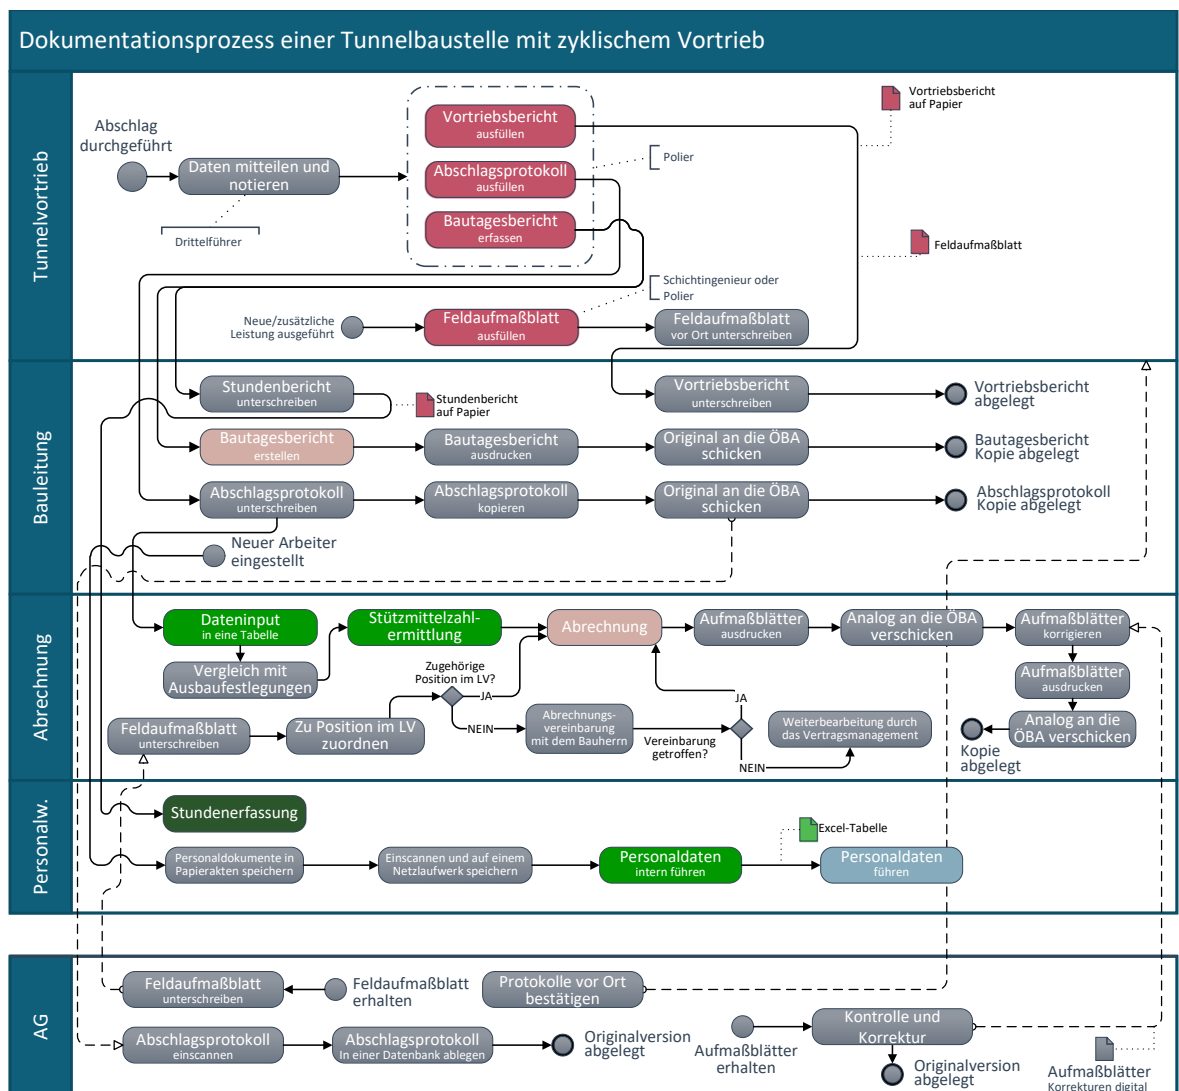 Dokumentationsprozess einer Tunnelbaustelle mit zyklischem Vortrieb
Tunnelvortrieb
Abschlag
durchgeführt
Daten mitteilen und
notieren
Drittelführer
Vortriebsbericht
ausfüllen
Abschlagsprotokoll
ausfüllen
Bautagesbericht
erfassen
Polier
Vortriebsbericht
auf Papier
Feldaufmaßblatt
Schichtingenieur oder
Polier
Neue/zusätzliche
Leistung ausgeführt
Feldaufmaßblatt
ausfüllen
Feldaufmaßblatt
vor Ort unterschreiben
Bauleitung
Stundenbericht
unterschreiben
Stundenbericht
auf Papier
Vortriebsbericht
unterschreiben
Vortriebsbericht
abgelegt
Bautagesbericht
erstellen
Bautagesbericht
ausdrucken
Original an die ÖBA
schicken
Bautagesbericht
Kopie abgelegt
Abschlagsprotokoll
unterschreiben
Abschlagsprotokoll
kopieren
Original an die ÖBA
schicken
Abschlagsprotokoll
Kopie abgelegt
Neuer Arbeiter
eingestellt
Abrechnung
Dateninput
in eine Tabelle
Stützmittelzahl-
ermittlung
Abrechnung
Aufmaßblätter
ausdrucken
Analog an die ÖBA
verschicken
Aufmaßblätter
korrigieren
Vergleich mit
Ausbaufestlegungen
Zugehörige
Position im LV?
JA
NEIN
Aufmaßblätter
ausdrucken
Feldaufmaßblatt
unterschreiben
Zu Position im LV
zuordnen
Abrechnungs-
vereinbarung
mit dem Bauherrn
Vereinbarung
getroffen?
JA
NEIN
Weiterbearbeitung durch
das Vertragsmanagement
Analog an die
ÖBA verschicken
Kopie
abgelegt
Personalw.
Stundenerfassung
Excel-Tabelle
Personaldokumente in
Papierakten speichern
Einscannen und auf einem
Netzlaufwerk speichern
Personaldaten
intern führen
Personaldaten
führen
AG
Feldaufmaßblatt
unterschreiben
Feldaufmaßblatt
erhalten
Protokolle vor Ort
bestätigen
Abschlagsprotokoll
einscannen
Abschlagsprotokoll
In einer Datenbank ablegen
Originalversion
abgelegt
Aufmaßblätter
erhalten
Kontrolle und
Korrektur
Originalversion
abgelegt
Aufmaßblätter
Korrekturen digital